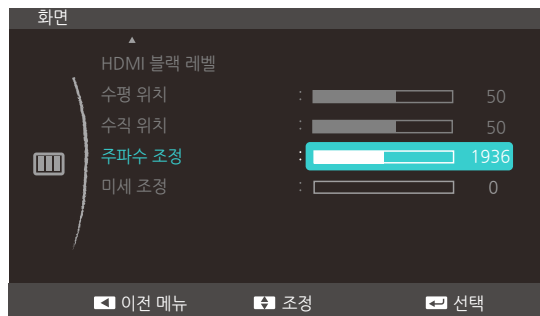 화면
▲
HDMI 블랙 레벨
수평 위치 : 50
수직 위치 : 50
주파수 조정 : 1936
미세 조정 : 0
이전 메뉴 조정 선택